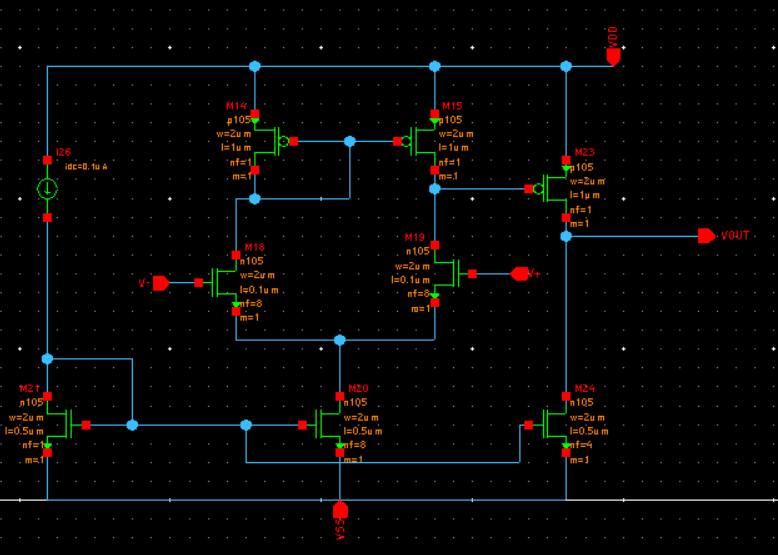 VDD
M14
p105
w=2u m
l=1u m
nf=1
m=1
M15
p105
w=2u m
l=1u m
nf=1
m=1
I26
idc=0.1u A
M23
p105
w=2u m
l=1u m
nf=1
m=1
VOUT
M18
n105
w=2u m
l=0.1u m
nf=8
m=1
V-
M19
n105
w=2u m
l=0.1u m
nf=8
m=1
V+
M21
n105
w=2u m
l=0.5u m
nf=1
m=1
M20
n105
w=2u m
l=0.5u m
nf=8
m=1
M24
n105
w=2u m
l=0.5u m
nf=4
m=1
VSS